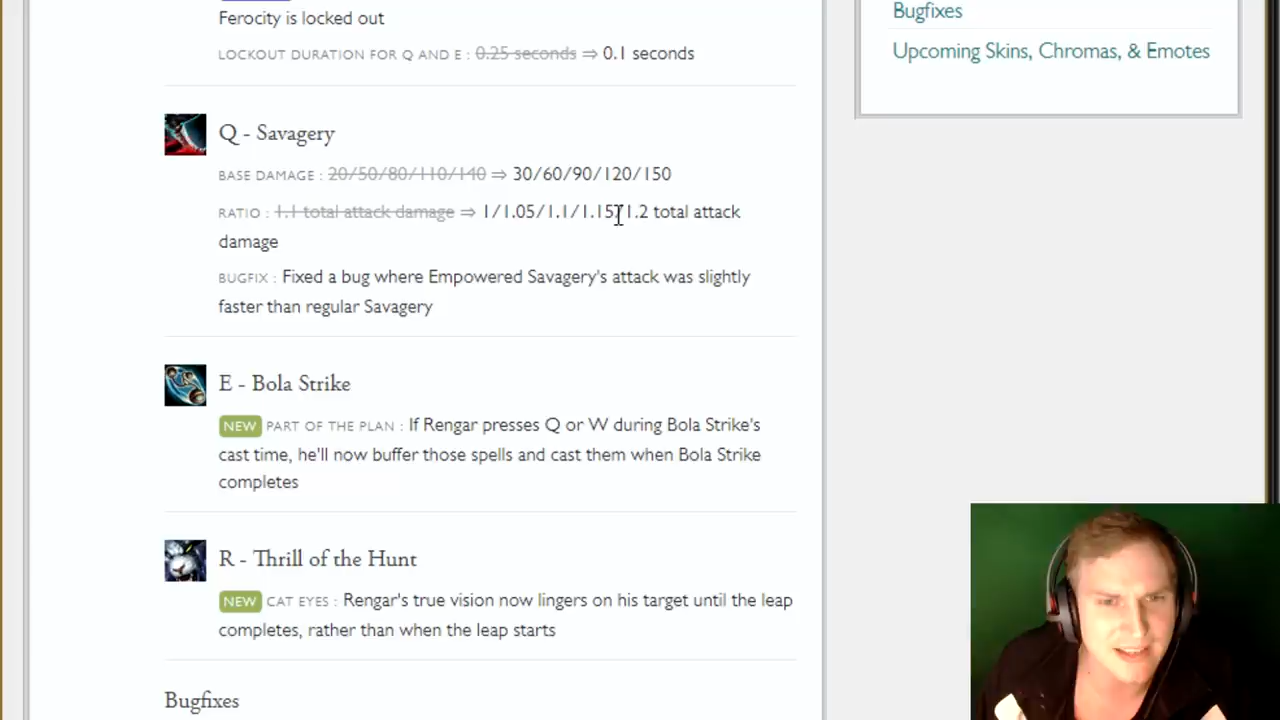 Ferocity is locked out
LOCKOUT DURATION FOR Q AND E : 0.25 seconds ⇒ 0.1 seconds
Q - Savagery
BASE DAMAGE : 20/50/80/110/140 ⇒ 30/60/90/120/150
RATIO : 1.1 total attack damage ⇒ 1/1.05/1.1/1.15/1.2 total attack
damage
BUGFIX : Fixed a bug where Empowered Savagery's attack was slightly
faster than regular Savagery
E - Bola Strike
NEW PART OF THE PLAN : If Rengar presses Q or W during Bola Strike's
cast time, he'll now buffer those spells and cast them when Bola Strike
completes
R - Thrill of the Hunt
NEW CAT EYES : Rengar's true vision now lingers on his target until the leap
completes, rather than when the leap starts
Bugfixes
Bugfixes
Upcoming Skins, Chromas, & Emotes